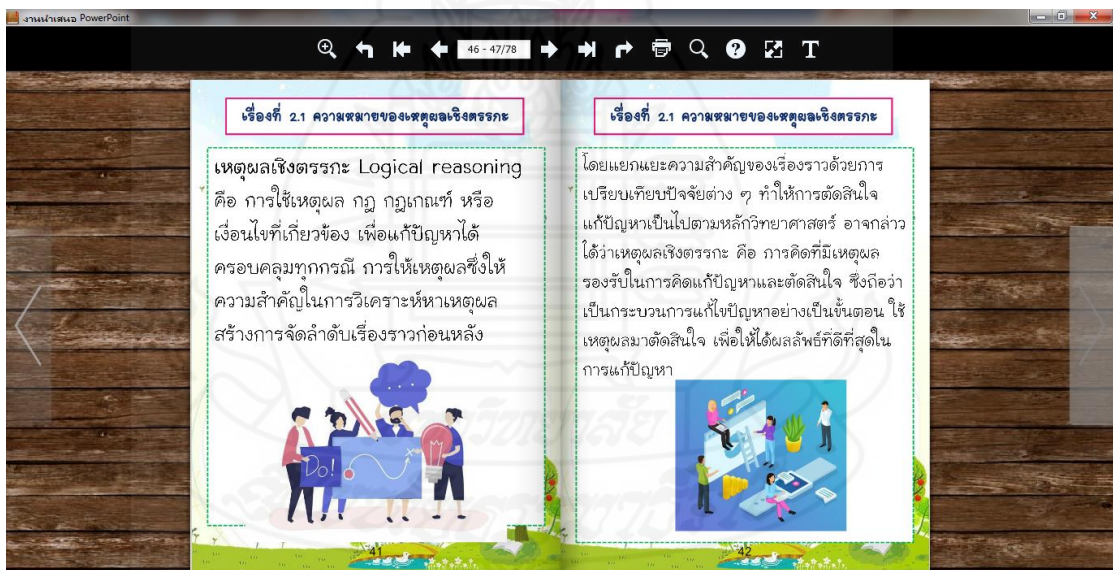 งานนำเสนอ PowerPoint
46 - 47/78
เรื่องที่ 2.1 ความหมายของเหตุผลเชิงตรรกะ
เหตุผลเชิงตรรกะ Logical reasoning
คือ การใช้เหตุผล กฎ กฎเกณฑ์ หรือ
เงื่อนไขที่เกี่ยวข้อง เพื่อแก้ปัญหาได้
ครอบคลุมทุกกรณี การให้เหตุผลซึ่งให้
ความสำคัญในการวิเคราะห์หาเหตุผล
สร้างการจัดลำดับเรื่องราวก่อนหลัง
Do!
41
เรื่องที่ 2.1 ความหมายของเหตุผลเชิงตรรกะ
โดยแยกแยะความสำคัญของเรื่องราวด้วยการ
เปรียบเทียบปัจจัยต่าง ๆ ทำให้การตัดสินใจ
แก้ปัญหาเป็นไปตามหลักวิทยาศาสตร์ อาจกล่าว
ได้ว่าเหตุผลเชิงตรรกะ คือ การคิดที่มีเหตุผล
รองรับในการคิดแก้ปัญหาและตัดสินใจ ซึ่งถือว่า
เป็นกระบวนการแก้ไขปัญหาอย่างเป็นขั้นตอน ใช้
เหตุผลมาตัดสินใจ เพื่อให้ได้ผลลัพธ์ที่ดีที่สุดใน
การแก้ปัญหา
42